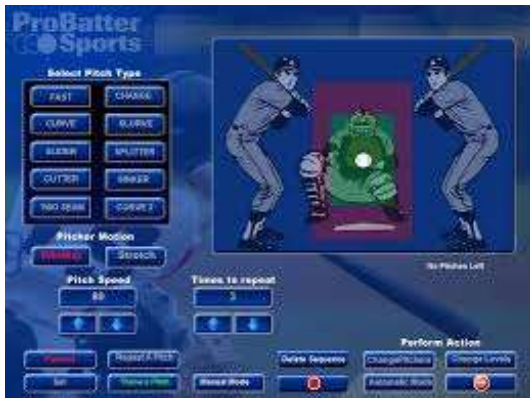 ProBatter
Sports
Select Pitch Type
FAST CHANGE
CURVE SLURVE
SLIDER SPLITTER
CUTTER SINKER
TWO SEAM CURVE 2
Pitcher Motion
Windup Stretch
No Pitches Left
Pitch Speed Times to repeat
80 3
Perform Action
Repeat A Pitch Delete Sequence Change Pitchers Change Levels
Manual Mode Automatic Mode